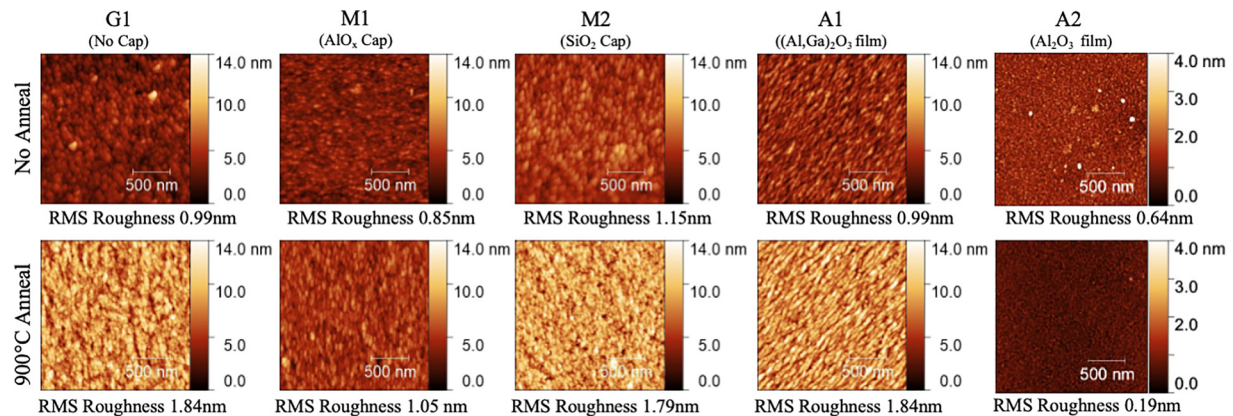 G1 M1 M2 A1 A2
(No Cap) (AlOₓ Cap) (SiO₂ Cap) ((Al,Ga)₂O₃ film) (Al₂O₃ film)
No Anneal
14.0 nm 14.0 nm 14.0 nm 14.0 nm 4.0 nm
10.0 10.0 10.0 10.0 3.0
2.0
5.0 5.0 5.0 5.0 1.0
500 nm 500 nm 500 nm 500 nm 500 nm
0.0 0.0 0.0 0.0 0.0
RMS Roughness 0.99nm RMS Roughness 0.85nm RMS Roughness 1.15nm RMS Roughness 0.99nm RMS Roughness 0.64nm
900°C Anneal
14.0 nm 14.0 nm 14.0 nm 14.0 nm 4.0 nm
10.0 10.0 10.0 10.0 3.0
2.0
5.0 5.0 5.0 5.0 1.0
500 nm 500 nm 500 nm 500 nm 500 nm
0.0 0.0 0.0 0.0 0.0
RMS Roughness 1.84nm RMS Roughness 1.05 nm RMS Roughness 1.79nm RMS Roughness 1.84nm RMS Roughness 0.19nm